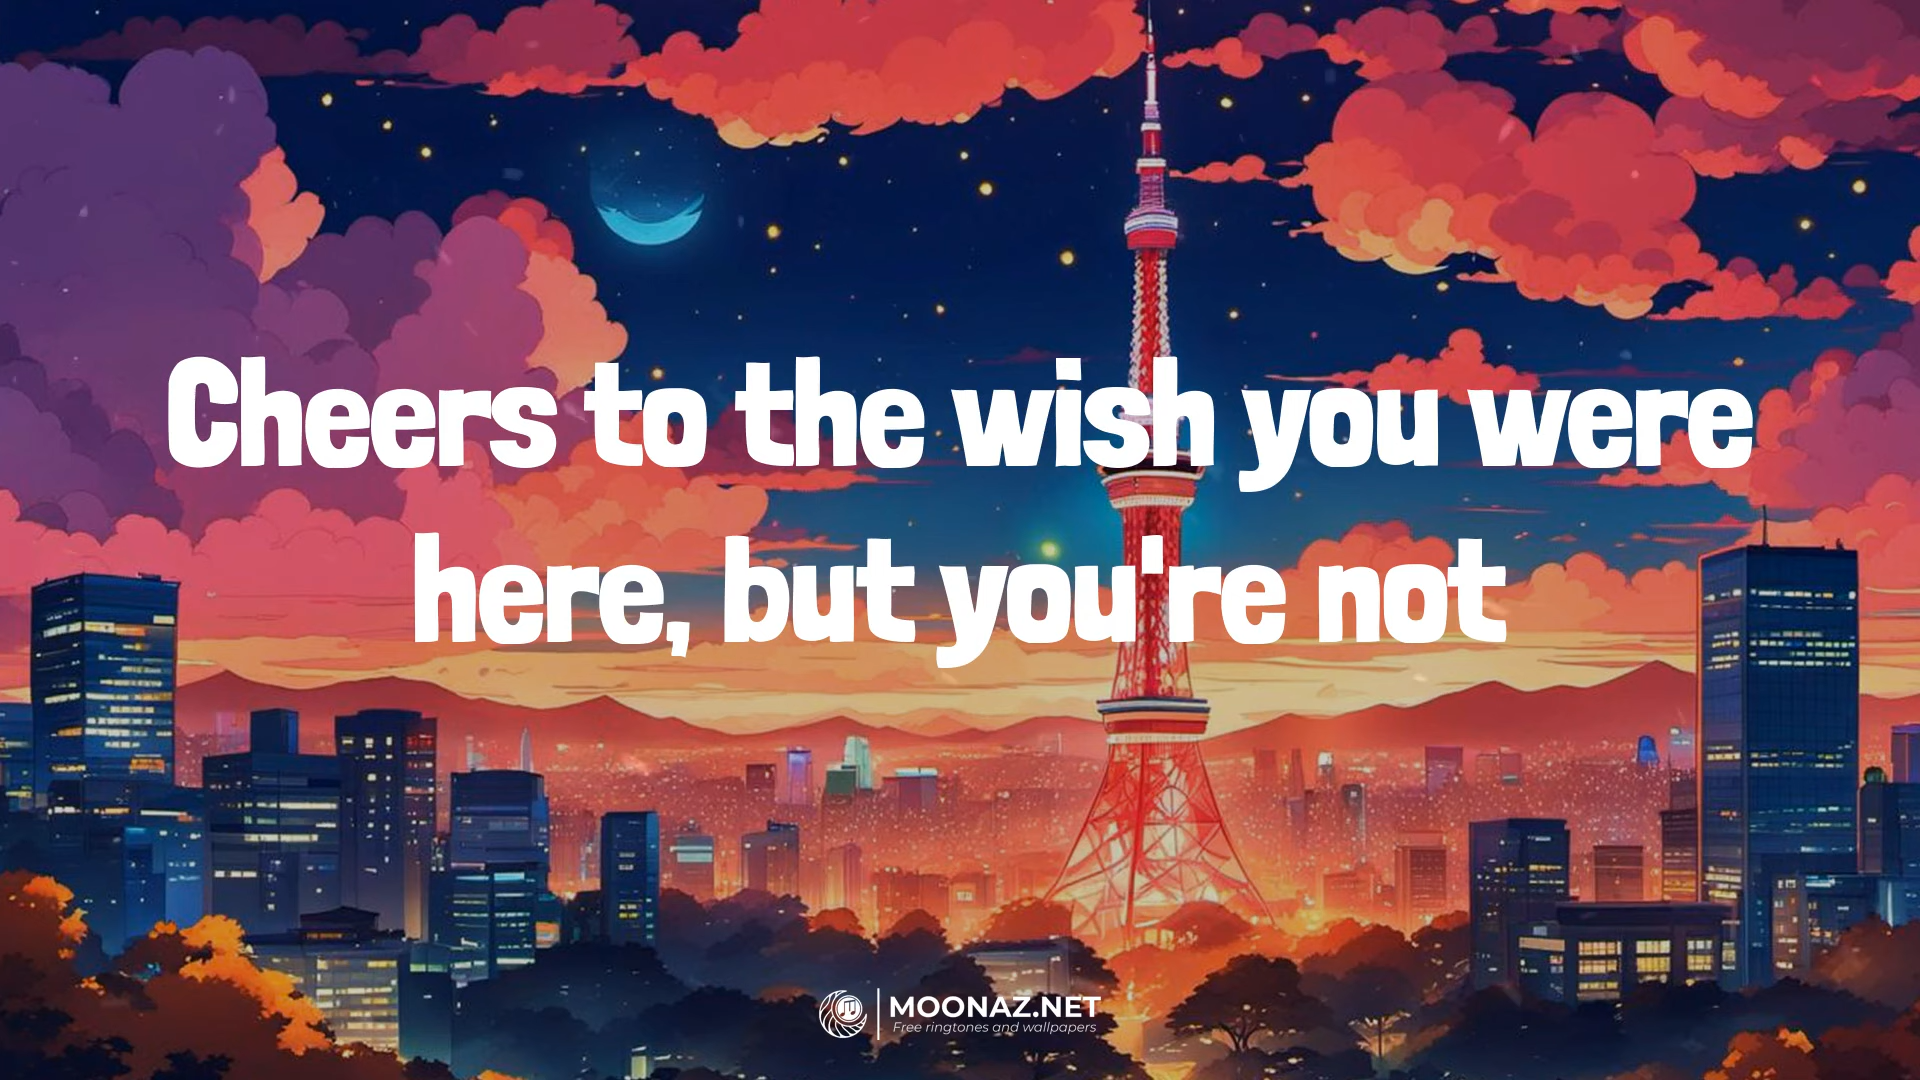 Cheers to the wish you were
here, but you're not
MOONAZ.NET
Free ringtones and wallpapers